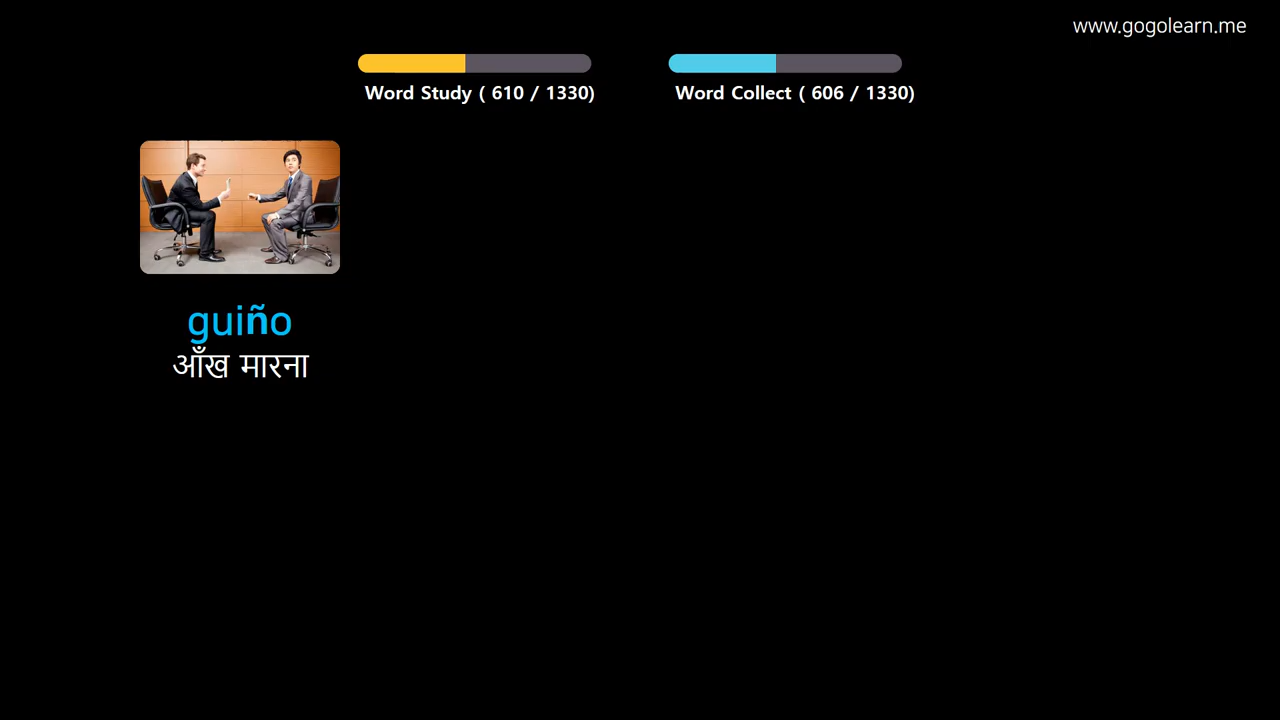 www.gogolearn.me
Word Study ( 610 / 1330)
Word Collect ( 606 / 1330)
guiño
आँख मारना